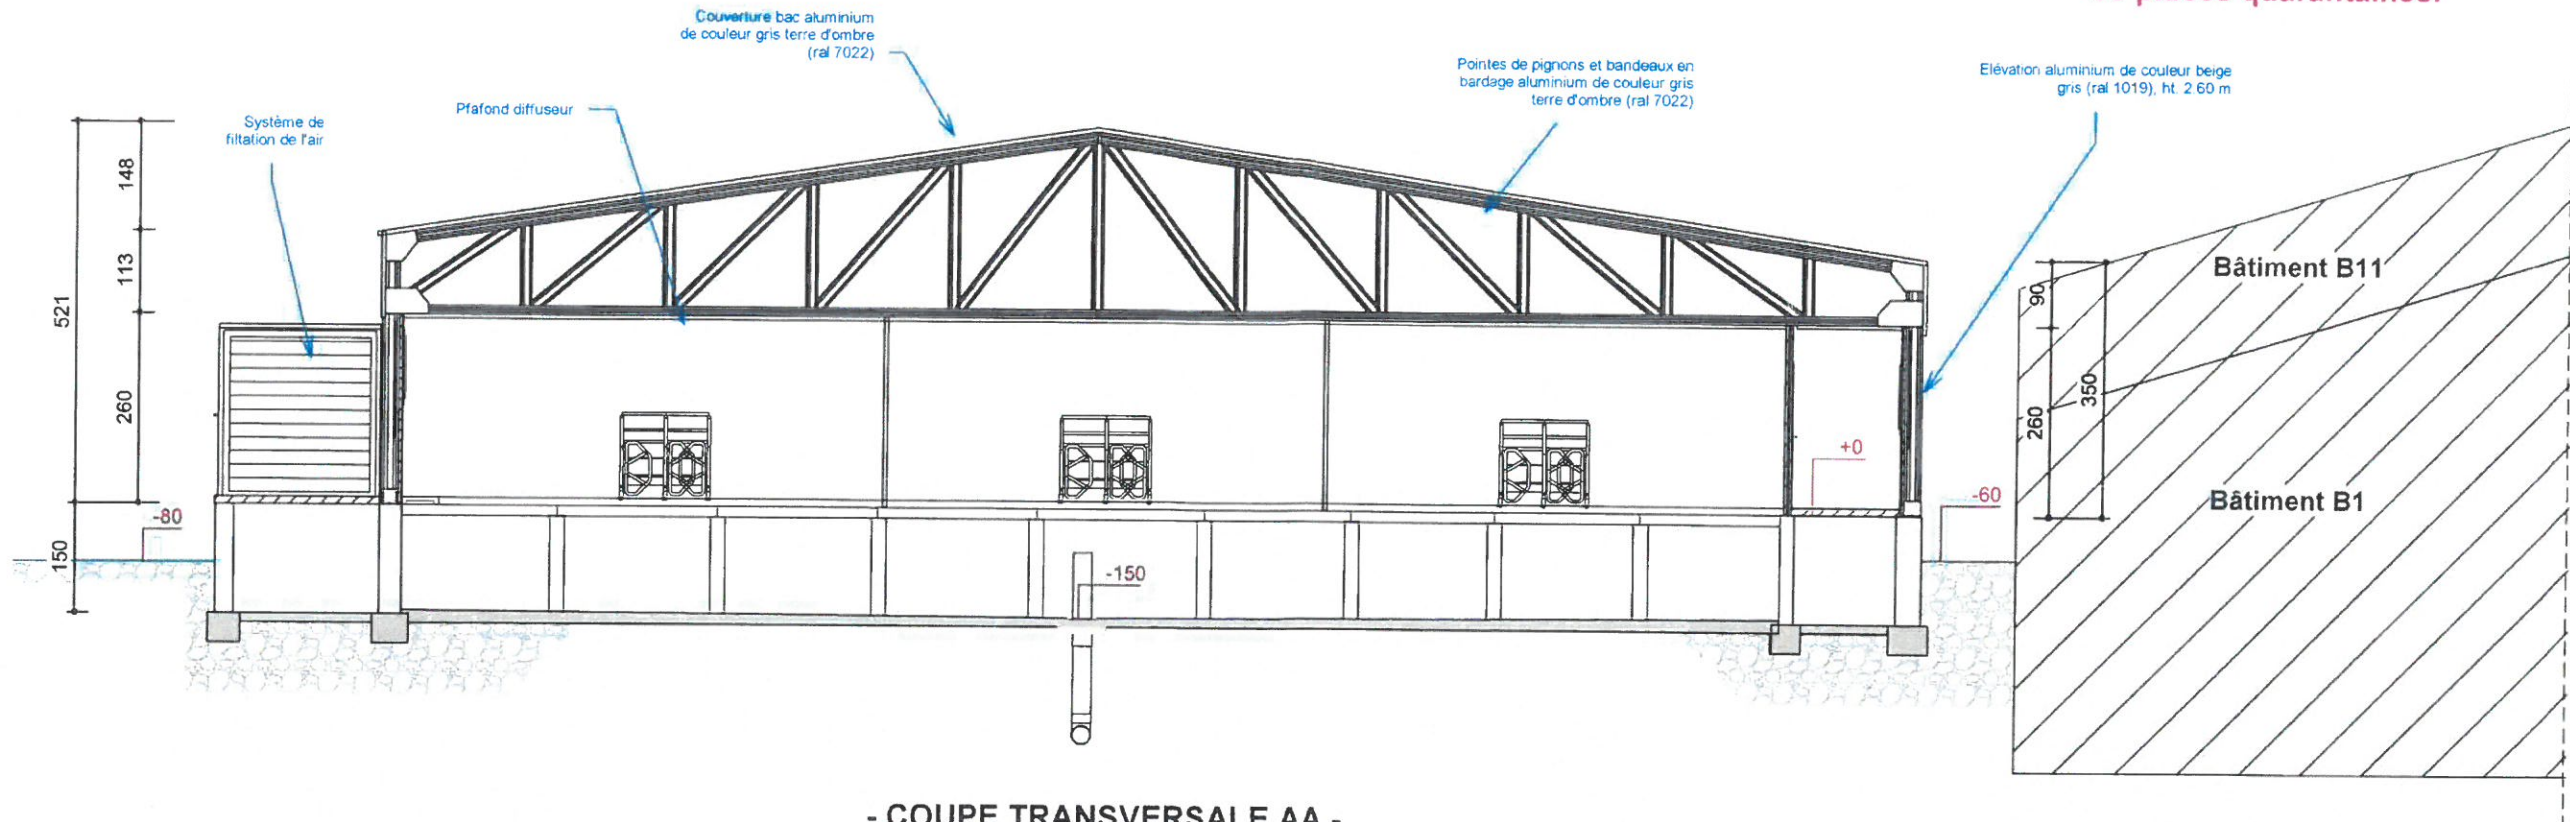 quarantaines.
Couverture bac aluminium
de couleur gris terre d'ombre
(ral 7022)
Pointes de pignons et bandeaux en
bardage aluminium de couleur gris
terre d'ombre (ral 7022)
Elévation aluminium de couleur beige
gris (ral 1019), ht. 2.60 m
Pfafond diffuseur
Système de
filtation de l'air
148
113
521
260
150
-80
-150
+0
-60
90
260
350
Bâtiment B11
Bâtiment B1
- COUPE TRANSVERSALE AA -